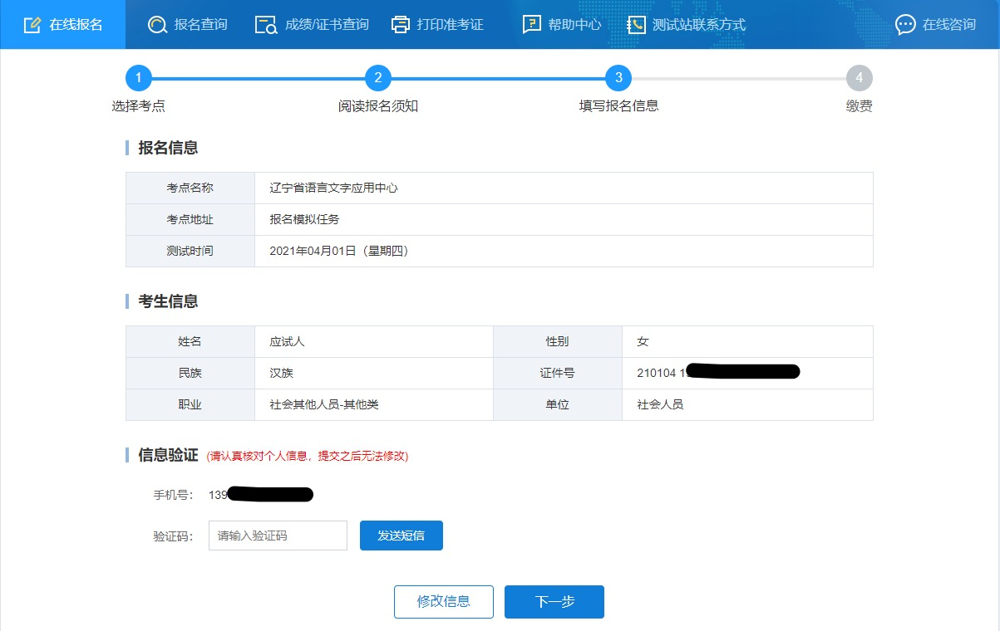 在线报名 报名查询 成绩/证书查询 打印准考证 帮助中心 测试站联系方式 在线咨询
1 2 3 4
选择考点 阅读报名须知 填写报名信息 缴费
报名信息
考点名称 辽宁省语言文字应用中心
考点地址 报名模拟任务
测试时间 2021年04月01日（星期四）
考生信息
姓名 应试人 性别 女
民族 汉族 证件号 210104 1
职业 社会其他人员-其他类 单位 社会人员
信息验证 (请认真核对个人信息，提交之后无法修改)
手机号： 139
验证码： 请输入验证码 发送短信
修改信息 下一步